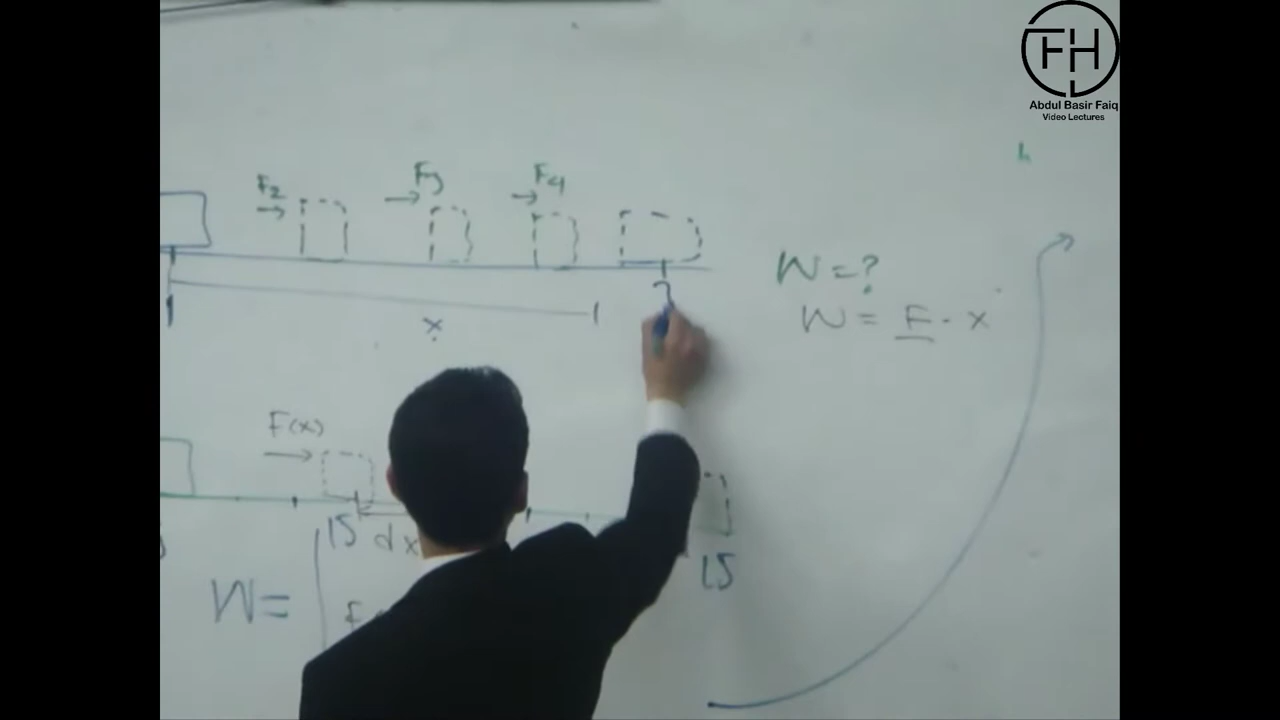 FH
Abdul Basir Faiq
Video Lectures
F2 F3 F4
W=?
W = F · x
x
F(x)
15 dx
15
W=